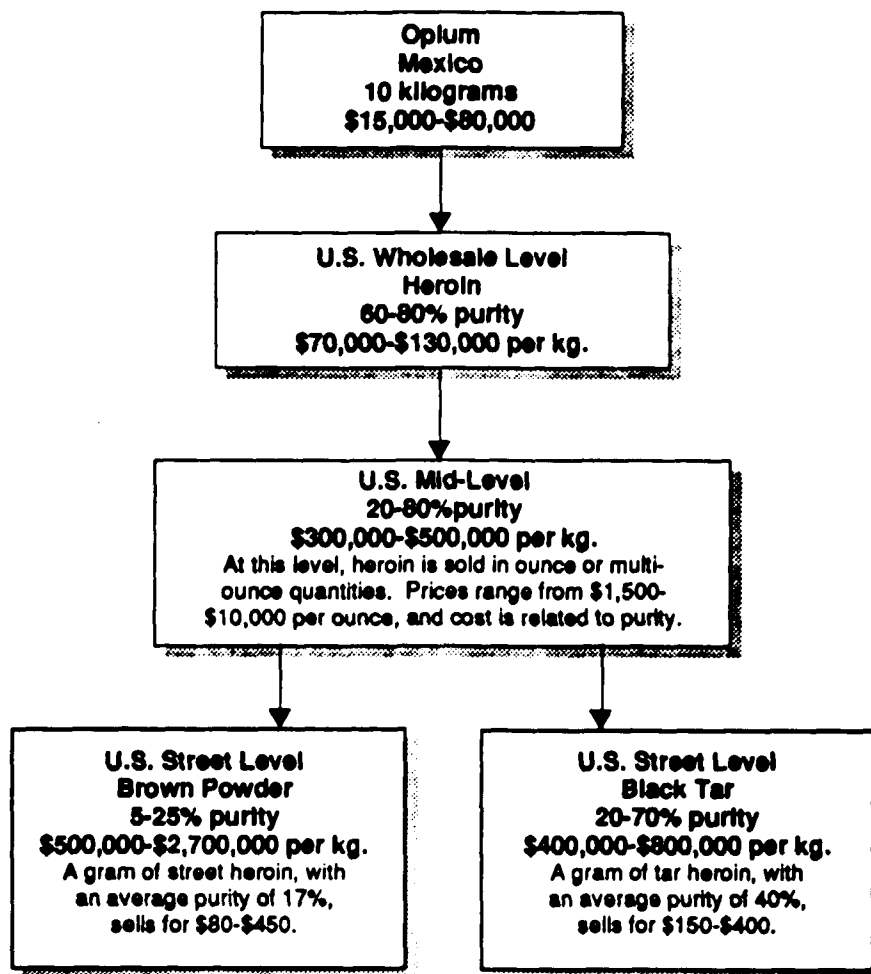 Opium
Mexico
10 kilograms
$15,000-$80,000
U.S. Wholesale Level
Heroin
60-80% purity
$70,000-$130,000 per kg.
U.S. Mid-Level
20-80%purity
$300,000-$500,000 per kg.
At this level, heroin is sold in ounce or multi-
ounce quantities. Prices range from $1,500-
$10,000 per ounce, and cost is related to purity.
U.S. Street Level
Brown Powder
5-25% purity
$500,000-$2,700,000 per kg.
A gram of street heroin, with
an average purity of 17%,
sells for $80-$450.
U.S. Street Level
Black Tar
20-70% purity
$400,000-$800,000 per kg.
A gram of tar heroin, with
an average purity of 40%,
sells for $150-$400.